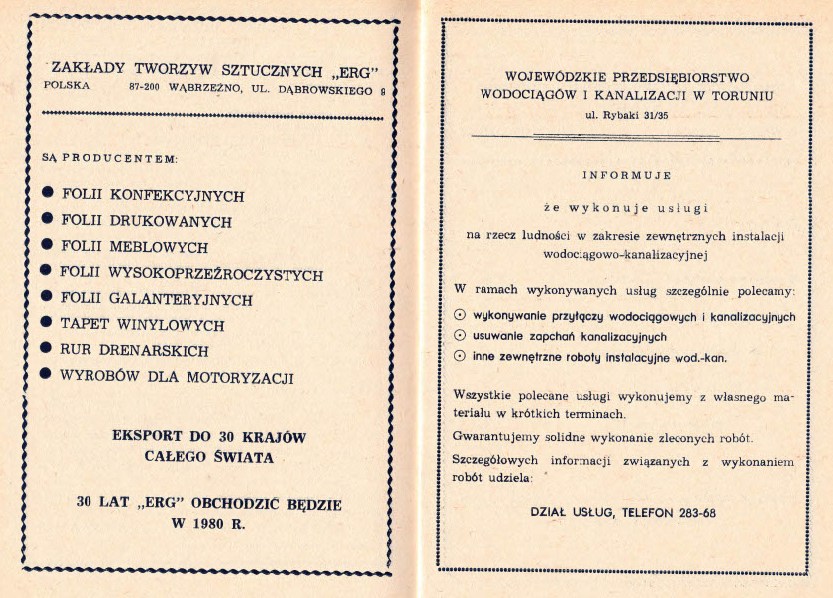 ZAKŁADY TWORZYW SZTUCZNYCH „ERG”
POLSKA 87-200 WĄBRZEŹNO, UL. DĄBROWSKIEGO 9
SĄ PRODUCENTEM:
● FOLII KONFEKCYJNYCH
● FOLII DRUKOWANYCH
● FOLII MEBLOWYCH
● FOLII WYSOKOPRZEŹROCZYSTYCH
● FOLII GALANTERYJNYCH
● TAPET WINYLOWYCH
● RUR DRENARSKICH
● WYROBÓW DLA MOTORYZACJI
EKSPORT DO 30 KRAJÓW
CAŁEGO ŚWIATA
30 LAT „ERG” OBCHODZIĆ BĘDZIE
W 1980 R.
WOJEWÓDZKIE PRZEDSIĘBIORSTWO
WODOCIĄGÓW I KANALIZACJI W TORUNIU
ul. Rybaki 31/35
INFORMUJE
że wykonuje usługi
na rzecz ludności w zakresie zewnętrznych instalacji
wodociągowo-kanalizacyjnej
W ramach wykonywanych usług szczególnie polecamy:
⊙ wykonywanie przyłączy wodociągowych i kanalizacyjnych
⊙ usuwanie zapchań kanalizacyjnych
⊙ inne zewnętrzne roboty instalacyjne wod.-kan.
Wszystkie polecane usługi wykonujemy z własnego ma-
teriału w krótkich terminach.
Gwarantujemy solidne wykonanie zleconych robót.
Szczegółowych informacji związanych z wykonaniem
robót udziela:
DZIAŁ USŁUG, TELEFON 283-68